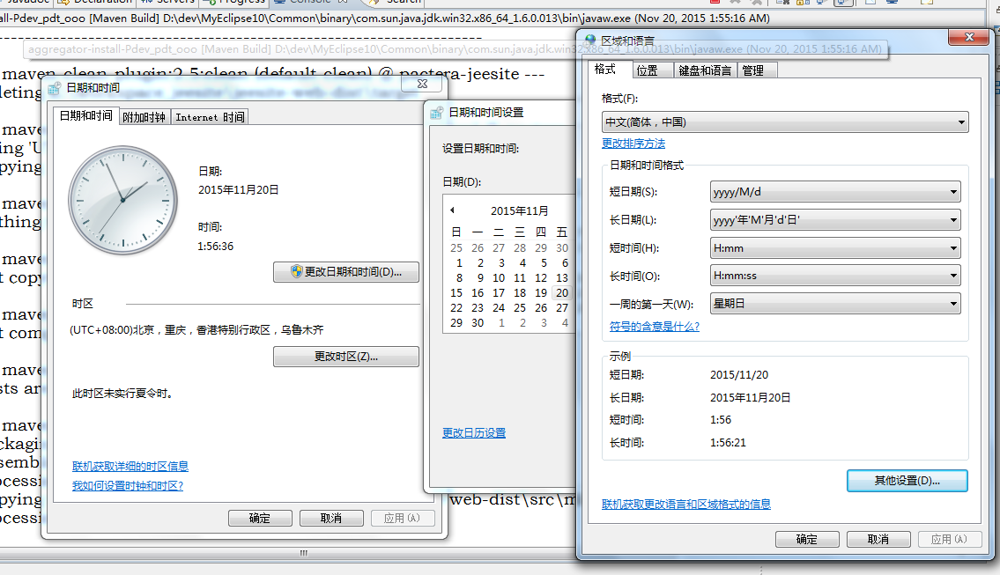 Javadoc Declaration Servers Progress Console Search
ll-Pdev_pdt_ooo [Maven Build] D:\dev\MyEclipse10\Common\binary\com.sun.java.jdk.win32.x86_64_1.6.0.013\bin\javaw.exe (Nov 20, 2015 1:55:16 AM)
aggregator-install-Pdev_pdt_ooo [Maven Build] D:\dev\MyEclipse10\Common\binary\com.sun.java.jdk.win32.x86_64_1.6.0.013\bin\javaw.exe (Nov 20, 2015 1:55:16 AM)
maven-clean-plugin:2.5:clean (default-clean) @ pactera-jeesite ---
leting
mave
ing 'U
pying
mave
thing
mave
t copy
mave
t com
mave
sts ar
mave
ckagin
semb
ocessi
pying
web-dist\src\m
ocessi
日期和时间
日期和时间 附加时钟 Internet 时间
日期:
2015年11月20日
时间:
1:56:36
更改日期和时间(D)...
时区
(UTC+08:00)北京，重庆，香港特别行政区，乌鲁木齐
更改时区(Z)...
此时区未实行夏令时。
联机获取详细的时区信息
我如何设置时钟和时区?
确定 取消 应用(A)
日期和时间设置
设置日期和时间:
日期(D):
2015年11月
日 一 二 三 四 五
25 26 27 28 29 30
1 2 3 4 5 6
8 9 10 11 12 13
15 16 17 18 19 20
22 23 24 25 26 27
29 30 1 2 3 4
更改日历设置
区域和语言
格式 位置 键盘和语言 管理
格式(F):
中文(简体，中国)
更改排序方法
日期和时间格式
短日期(S): yyyy/M/d
长日期(L): yyyy'年'M'月'd'日'
短时间(H): H:mm
长时间(O): H:mm:ss
一周的第一天(W): 星期日
符号的含意是什么?
示例
短日期: 2015/11/20
长日期: 2015年11月20日
短时间: 1:56
长时间: 1:56:21
其他设置(D)...
联机获取更改语言和区域格式的信息
确定 取消 应用(A)